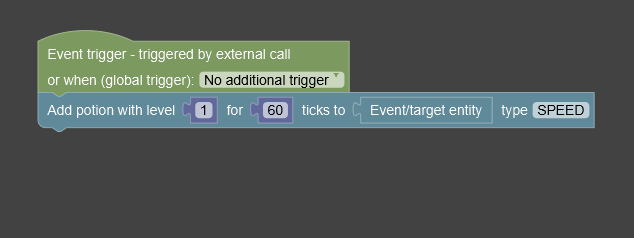 Event trigger - triggered by external call
or when (global trigger): No additional trigger
Add potion with level 1 for 60 ticks to Event/target entity type SPEED